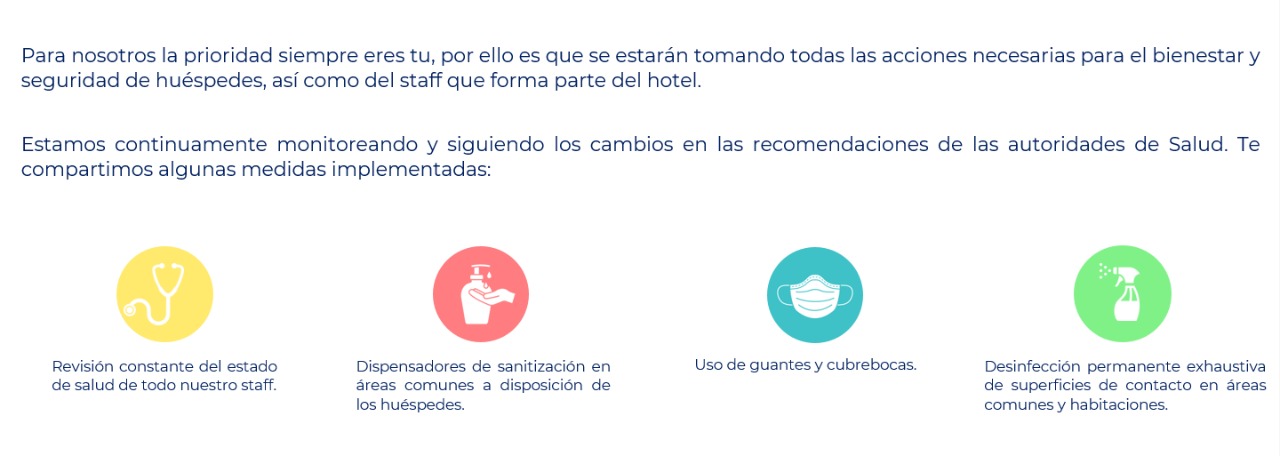 Para nosotros la prioridad siempre eres tu, por ello es que se estarán tomando todas las acciones necesarias para el bienestar y
seguridad de huéspedes, así como del staff que forma parte del hotel.
Estamos continuamente monitoreando y siguiendo los cambios en las recomendaciones de las autoridades de Salud. Te
compartimos algunas medidas implementadas:
Revisión constante del estado
de salud de todo nuestro staff.
Dispensadores de sanitización en
áreas comunes a disposición de
los huéspedes.
Uso de guantes y cubrebocas.
Desinfección permanente exhaustiva
de superficies de contacto en áreas
comunes y habitaciones.